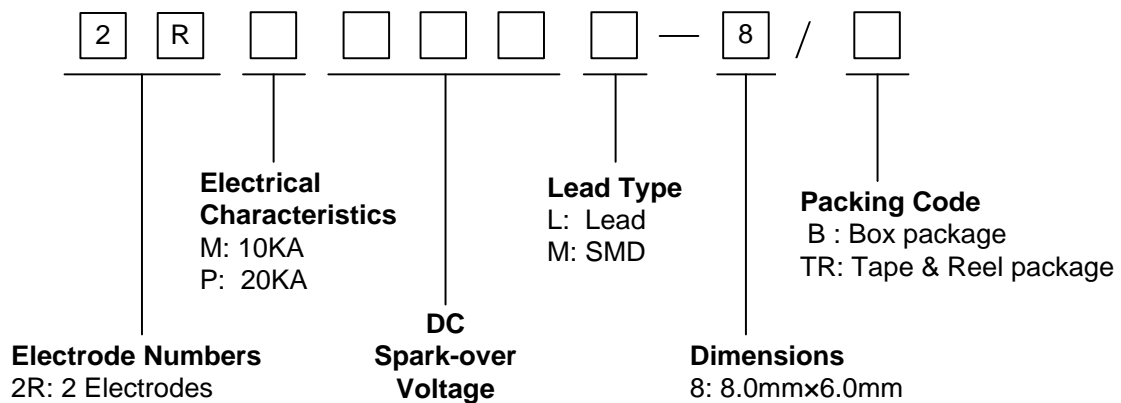 2 R — 8 /
Electrical
Characteristics
M: 10KA
P: 20KA
Lead Type
L: Lead
M: SMD
Packing Code
B : Box package
TR: Tape & Reel package
Electrode Numbers
2R: 2 Electrodes
DC
Spark-over
Voltage
Dimensions
8: 8.0mm×6.0mm